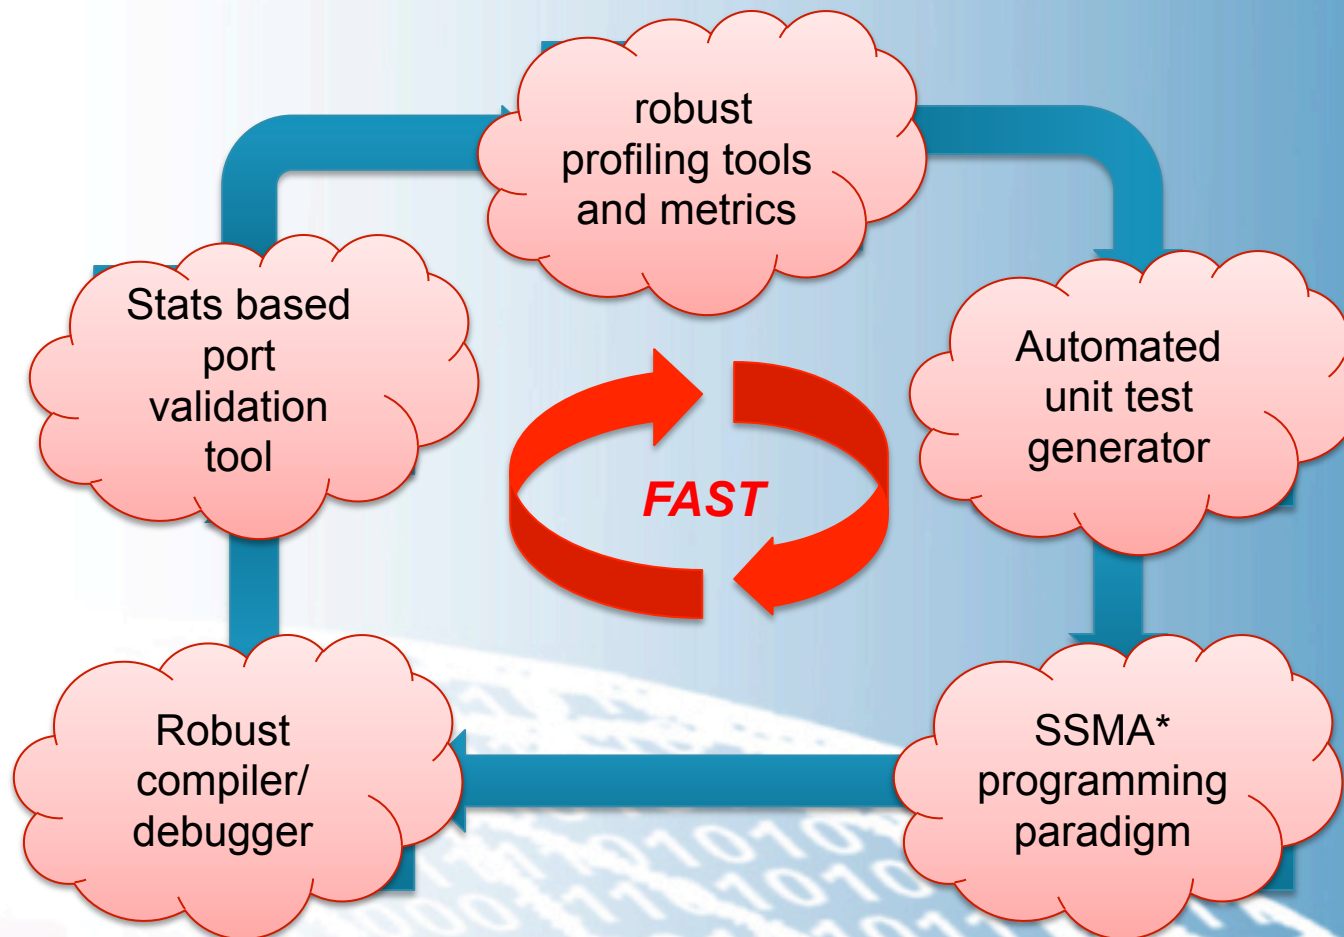 robust
profiling tools
and metrics
Stats based
port
validation
tool
Automated
unit test
generator
FAST
Robust
compiler/
debugger
SSMA*
programming
paradigm